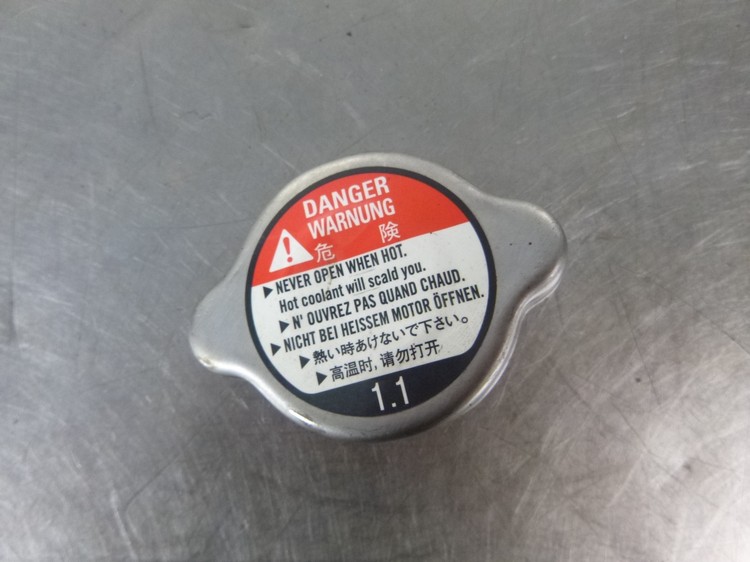 DANGER
WARNUNG
危 険
▶NEVER OPEN WHEN HOT.
Hot coolant will scald you.
▶N' OUVREZ PAS QUAND CHAUD.
▶NICHT BEI HEISSEM MOTOR ÖFFNEN.
▶熱い時あけないで下さい。
▶高温时,请勿打开
1.1